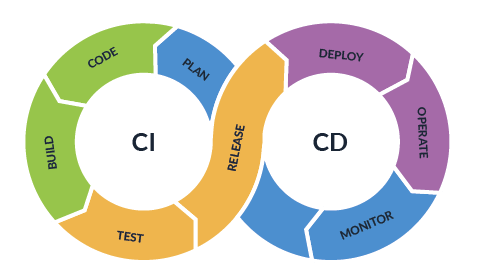 CODE
PLAN
BUILD
CI
TEST
RELEASE
DEPLOY
OPERATE
CD
MONITOR